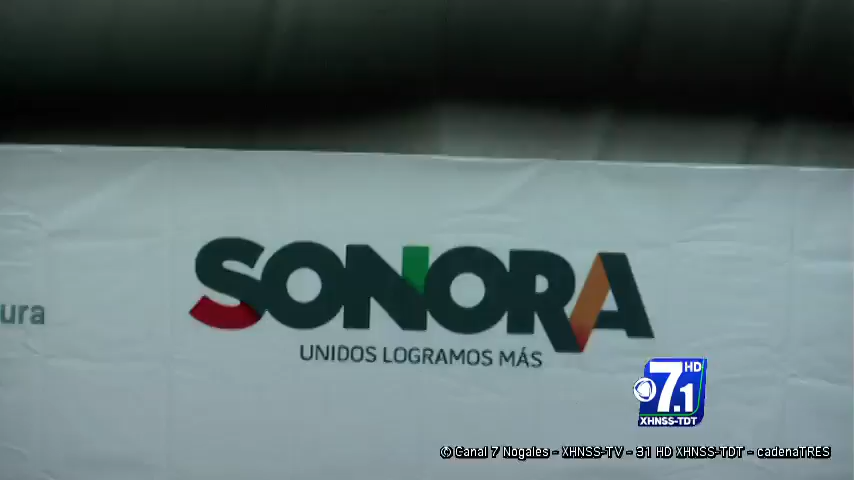 SONORA
UNIDOS LOGRAMOS MÁS
ura
7.1 HD
XHNSS-TDT
© Canal 7 Nogales - XHNSS-TV - 31 HD XHNSS-TDT - cadenaTRES